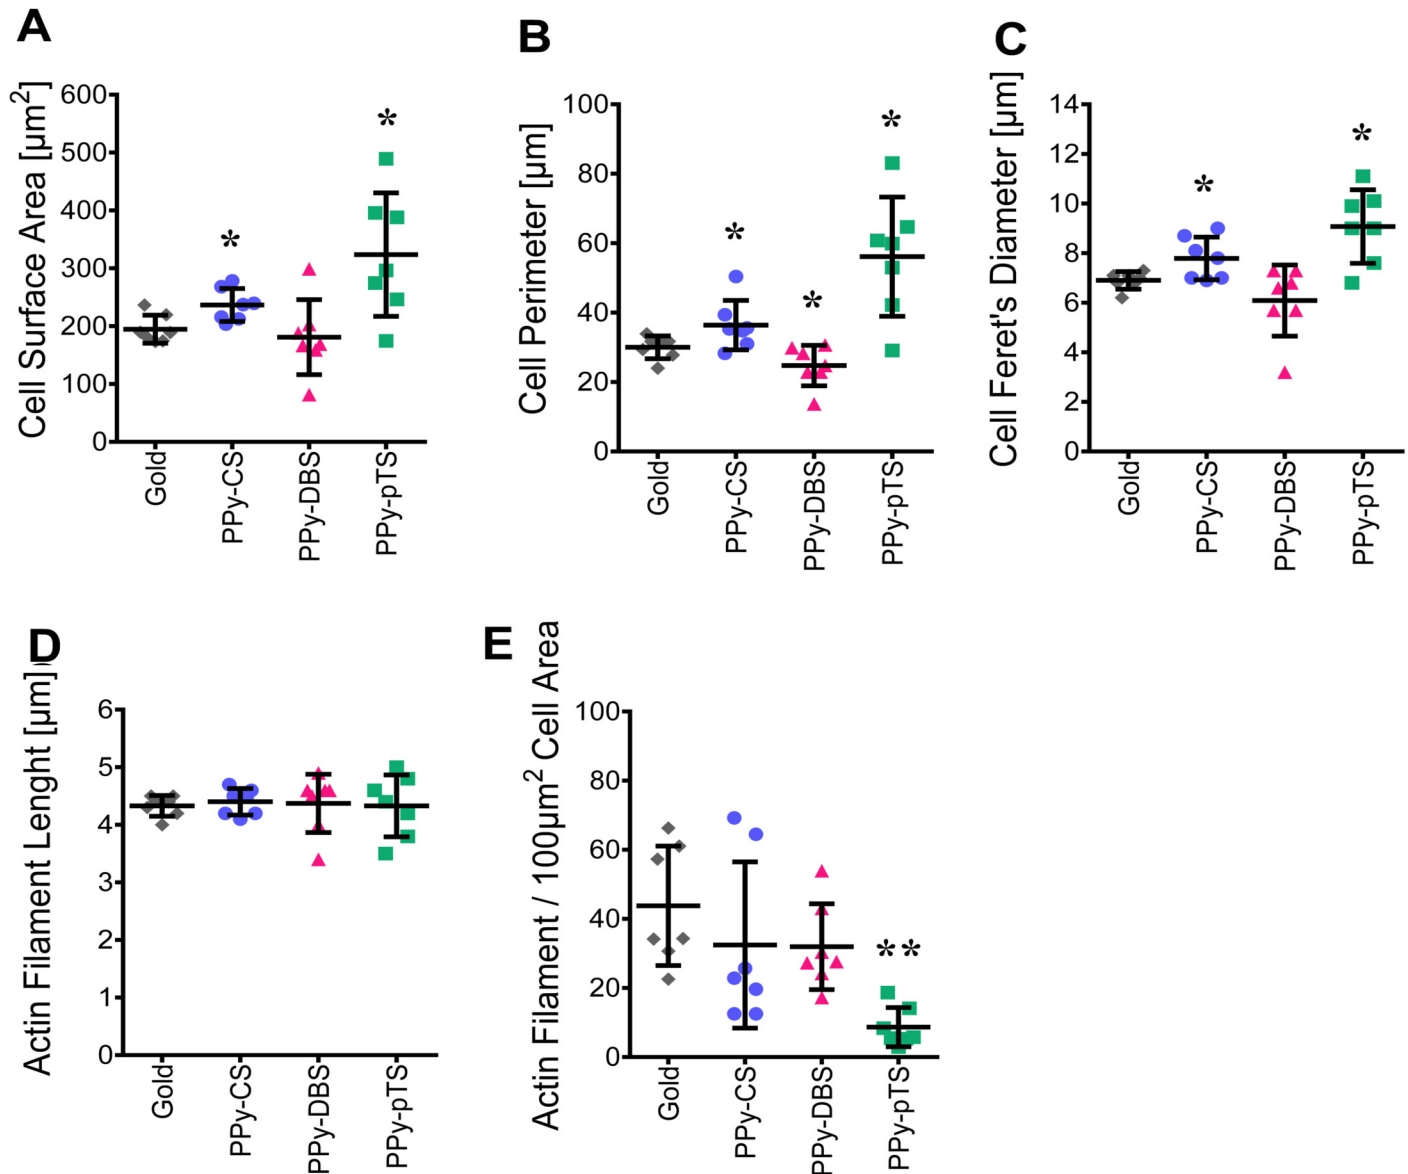 A
Cell Surface Area [µm²]
600
500
400
300
200
100
0
*
*
Gold
PPy-CS
PPy-DBS
PPy-pTS
B
Cell Perimeter [µm]
100
80
60
40
20
0
*
*
*
Gold
PPy-CS
PPy-DBS
PPy-pTS
C
Cell Feret's Diameter [µm]
14
12
10
8
6
4
2
0
*
*
Gold
PPy-CS
PPy-DBS
PPy-pTS
D
Actin Filament Lenght [µm]
6
5
4
3
2
1
0
Gold
PPy-CS
PPy-DBS
PPy-pTS
E
Actin Filament / 100µm² Cell Area
100
80
60
40
20
0
**
Gold
PPy-CS
PPy-DBS
PPy-pTS